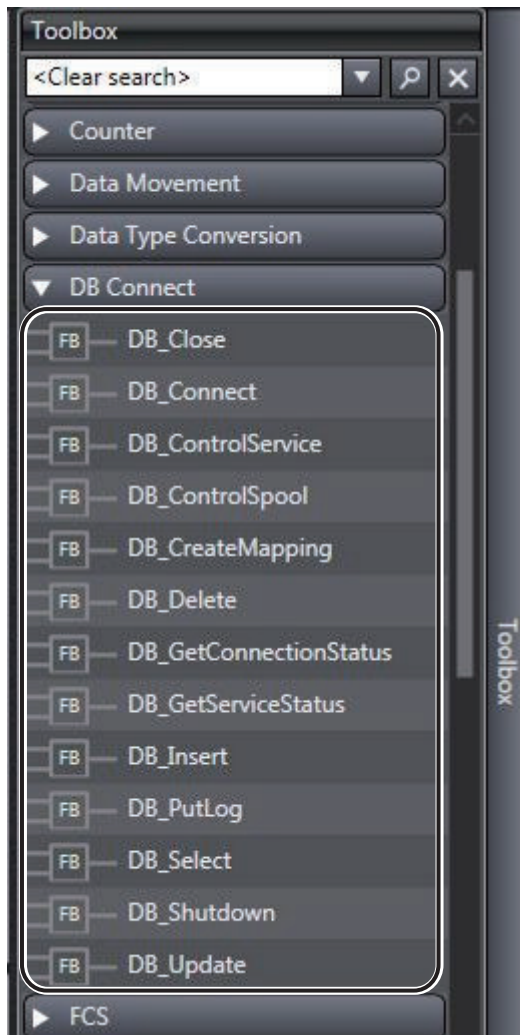 Toolbox
<Clear search>
Counter
Data Movement
Data Type Conversion
DB Connect
FB DB_Close
FB DB_Connect
FB DB_ControlService
FB DB_ControlSpool
FB DB_CreateMapping
FB DB_Delete
FB DB_GetConnectionStatus
FB DB_GetServiceStatus
FB DB_Insert
FB DB_PutLog
FB DB_Select
FB DB_Shutdown
FB DB_Update
FCS
Toolbox